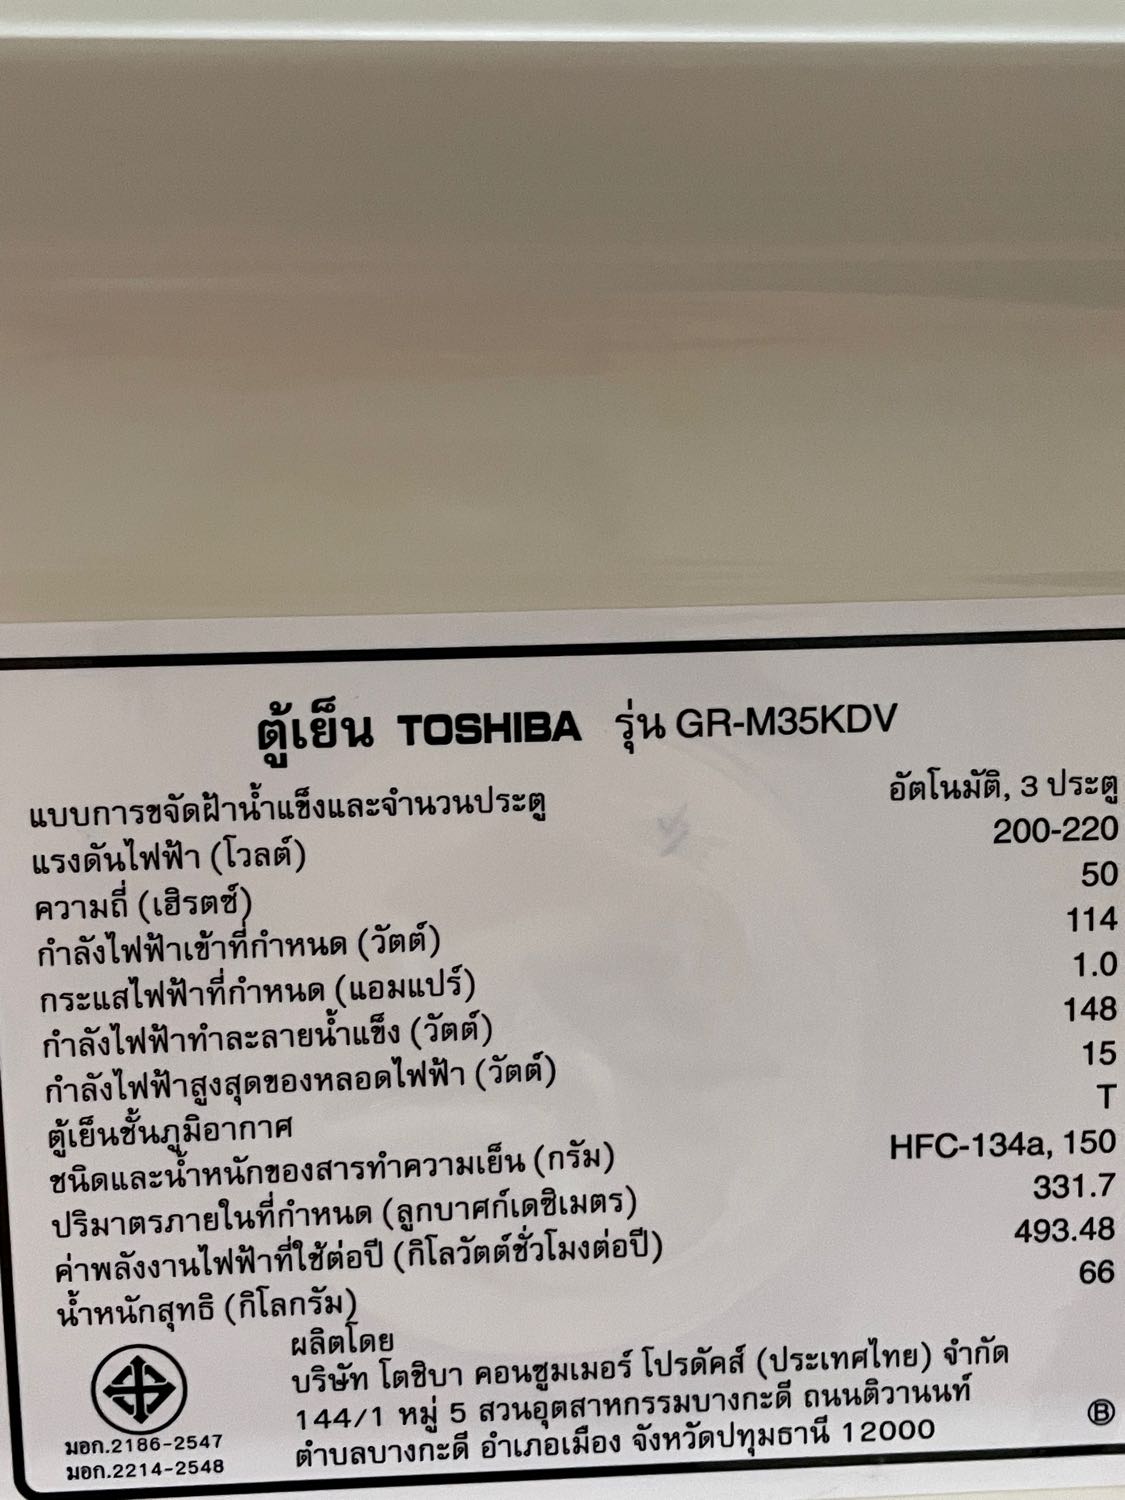 ตู้เย็น TOSHIBA รุ่น GR-M35KDV
แบบการขจัดฝ้าน้ำแข็งและจำนวนประตู อัตโนมัติ, 3 ประตู
แรงดันไฟฟ้า (โวลต์) 200-220
ความถี่ (เฮิรตซ์) 50
กำลังไฟฟ้าเข้าที่กำหนด (วัตต์) 114
กระแสไฟฟ้าที่กำหนด (แอมแปร์) 1.0
กำลังไฟฟ้าทำละลายน้ำแข็ง (วัตต์) 148
กำลังไฟฟ้าสูงสุดของหลอดไฟฟ้า (วัตต์) 15
ตู้เย็นชั้นภูมิอากาศ T
ชนิดและน้ำหนักของสารทำความเย็น (กรัม) HFC-134a, 150
ปริมาตรภายในที่กำหนด (ลูกบาศก์เดซิเมตร) 331.7
ค่าพลังงานไฟฟ้าที่ใช้ต่อปี (กิโลวัตต์ชั่วโมงต่อปี) 493.48
น้ำหนักสุทธิ (กิโลกรัม) 66
ผลิตโดย
บริษัท โตชิบา คอนซูมเมอร์ โปรดัคส์ (ประเทศไทย) จำกัด
144/1 หมู่ 5 สวนอุตสาหกรรมบางกะดี ถนนติวานนท์
ตำบลบางกะดี อำเภอเมือง จังหวัดปทุมธานี 12000
Ⓑ
มอก.2186-2547
มอก.2214-2548